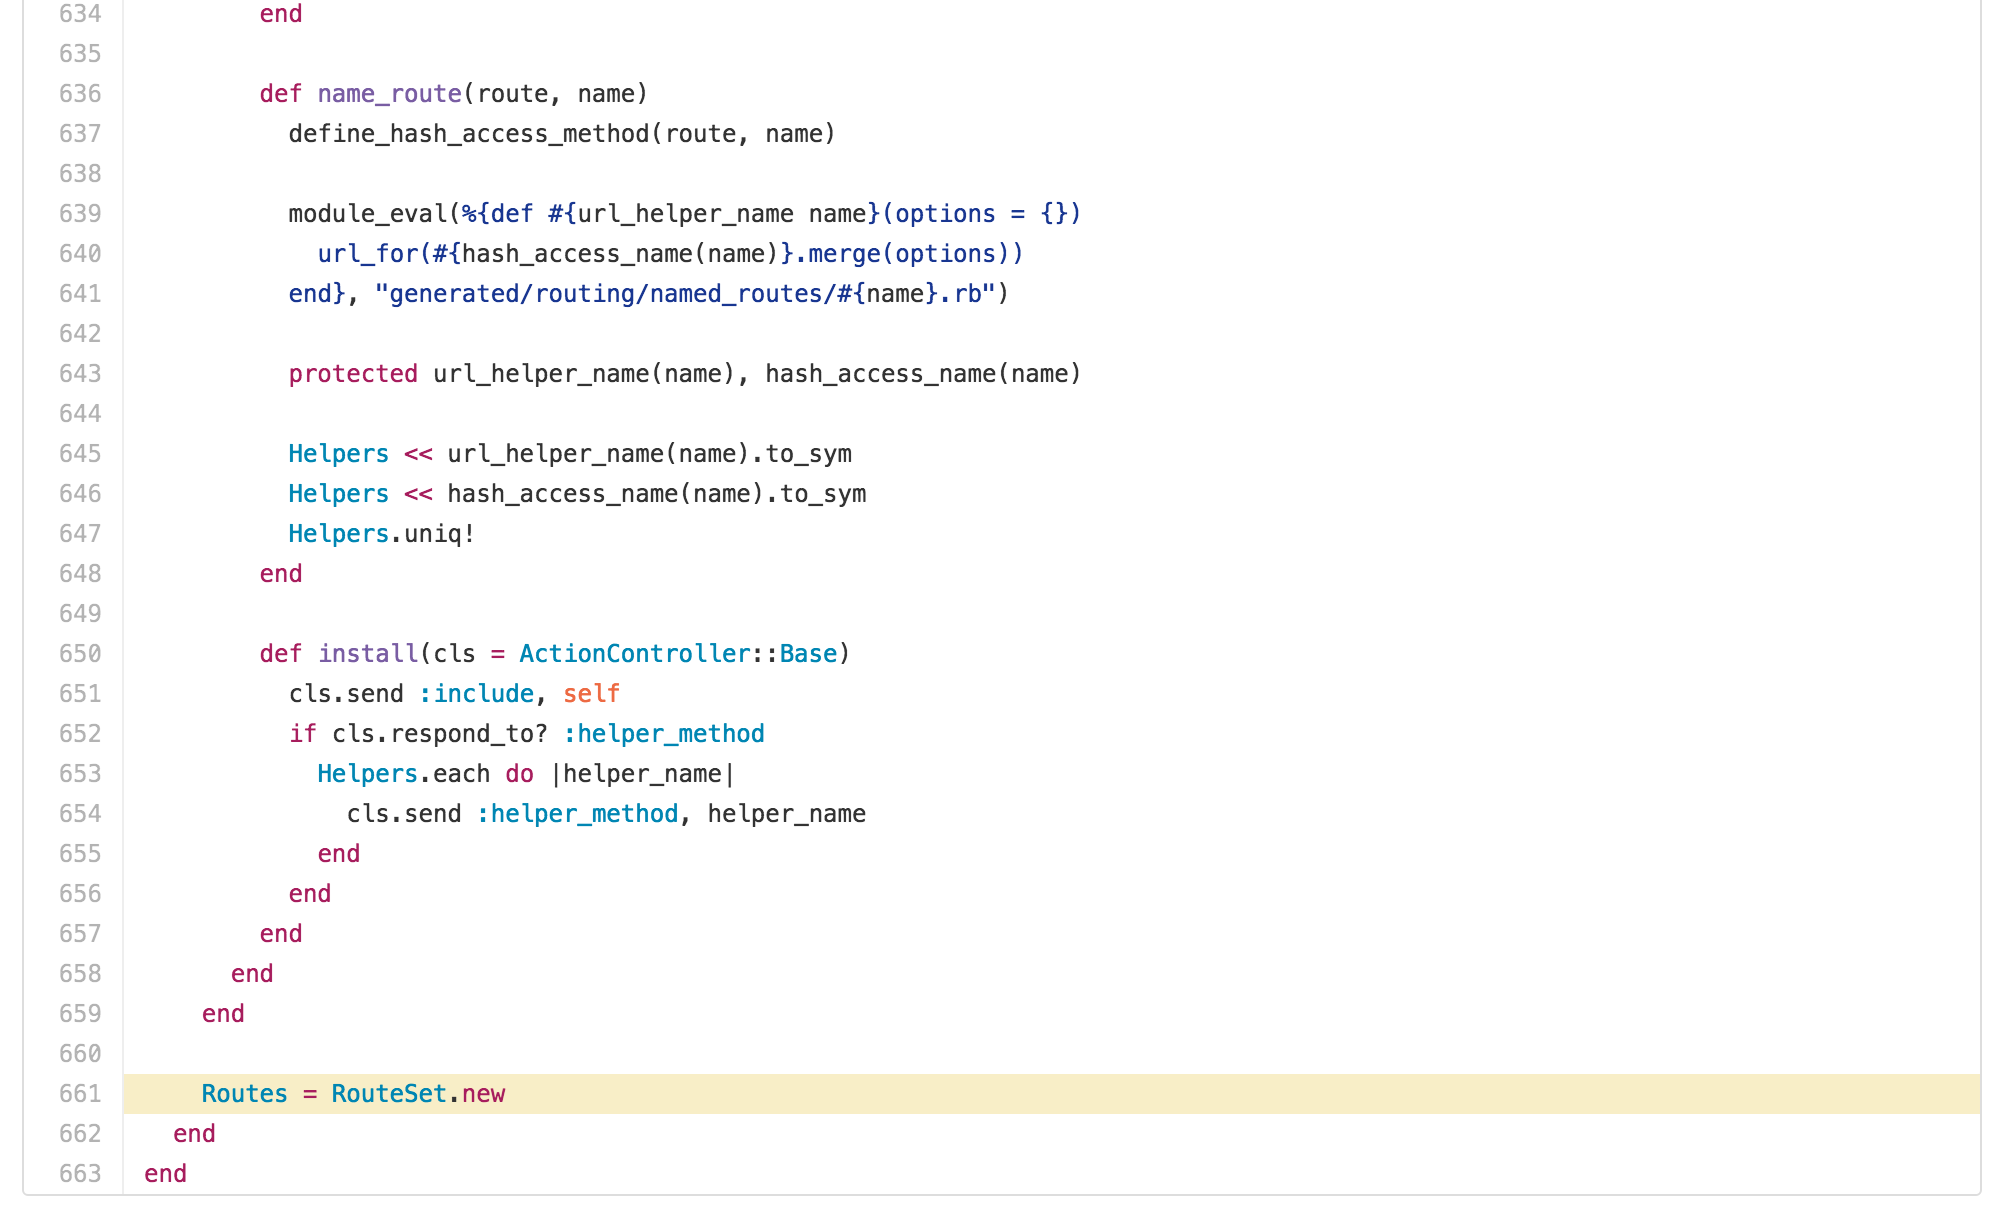 634         end
635
636         def name_route(route, name)
637           define_hash_access_method(route, name)
638
639           module_eval(%{def #{url_helper_name name}(options = {})
640             url_for(#{hash_access_name(name)}.merge(options))
641           end}, "generated/routing/named_routes/#{name}.rb")
642
643           protected url_helper_name(name), hash_access_name(name)
644
645           Helpers << url_helper_name(name).to_sym
646           Helpers << hash_access_name(name).to_sym
647           Helpers.uniq!
648         end
649
650         def install(cls = ActionController::Base)
651           cls.send :include, self
652           if cls.respond_to? :helper_method
653             Helpers.each do |helper_name|
654               cls.send :helper_method, helper_name
655             end
656           end
657         end
658       end
659     end
660
661     Routes = RouteSet.new
662   end
663 end